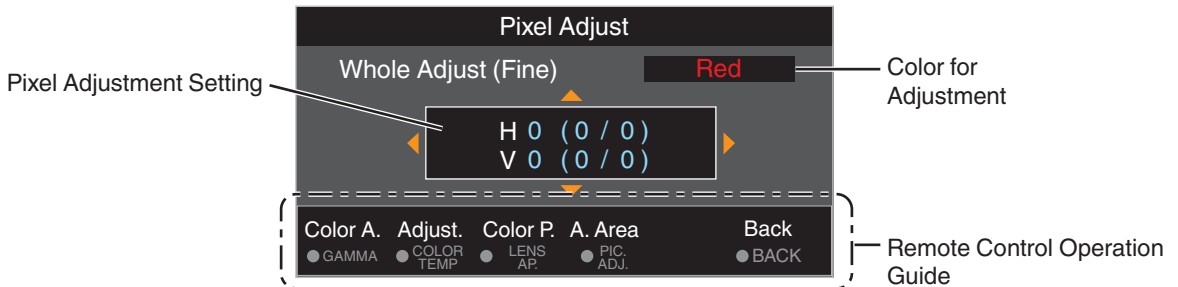 Pixel Adjust
Whole Adjust (Fine) Red
Pixel Adjustment Setting
Color for
Adjustment
H 0 (0 / 0)
V 0 (0 / 0)
Color A. Adjust. Color P. A. Area Back
GAMMA COLOR TEMP LENS AP. PIC. ADJ. BACK
Remote Control Operation
Guide